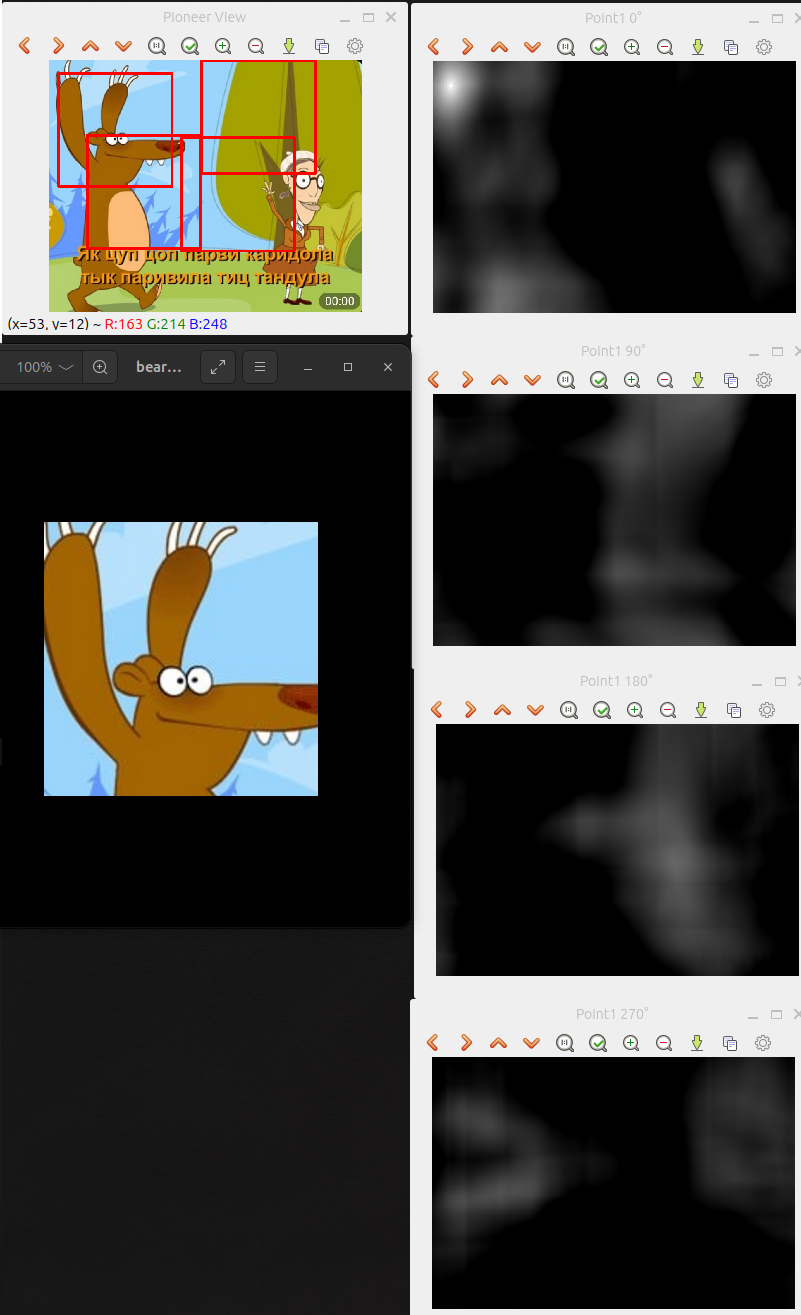 Pioneer View
Як цуп цоп парви каридола
тык паривила тиц тандула
00:00
(x=53, y=12) ~ R:163 G:214 B:248
100%
bear...
Point1 0°
Point1 90°
Point1 180°
Point1 270°